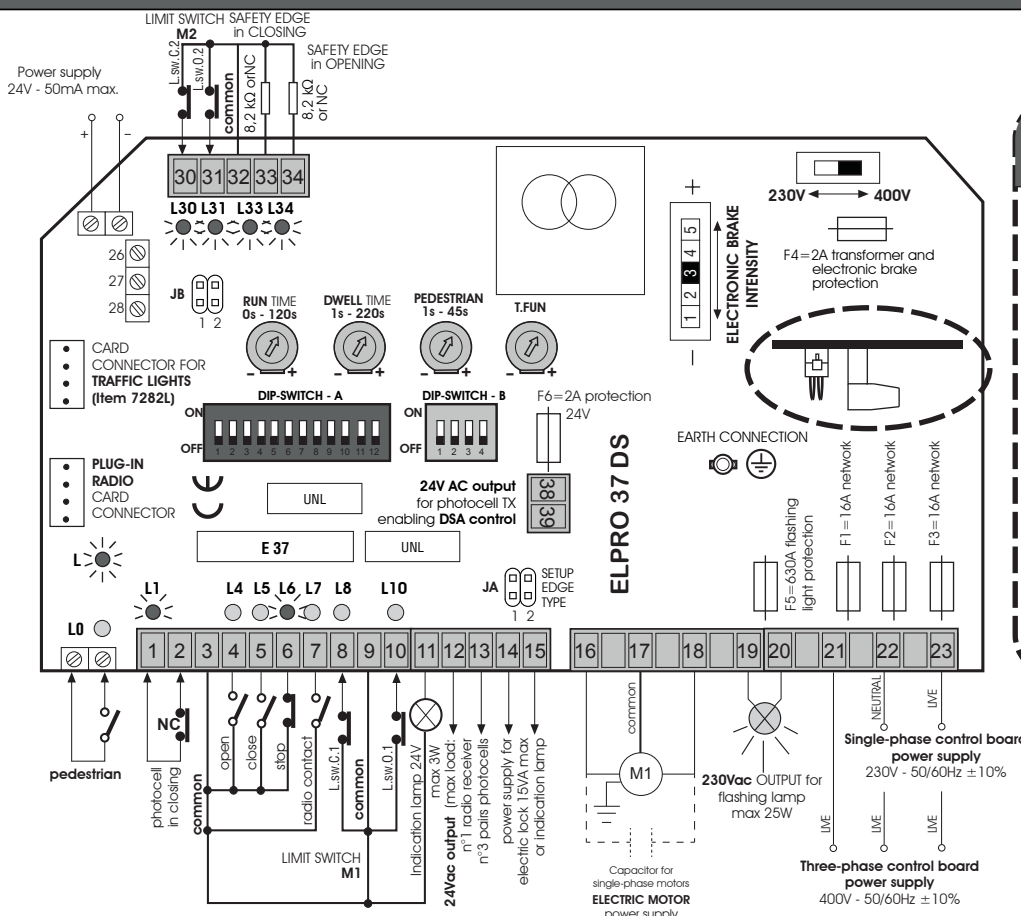 LIMIT SWITCH
M2
SAFETY EDGE
in CLOSING
SAFETY EDGE
in OPENING
Power supply
24V - 50mA max.
+
–
L.sw.C.2
L.sw.O.2
common
8,2 kΩ orNC
8,2 kΩ
or NC
30 31 32 33 34
L30 L31 L33 L34
26
27
28
JB
1 2
RUN TIME
0s - 120s
DWELL TIME
1s - 220s
PEDESTRIAN
1s - 45s
T.FUN
- +
- +
- +
- +
+
5
4
3
2
1
–
ELECTRONIC BRAKE
INTENSITY
230V 400V
F4=2A transformer and
electronic brake
protection
CARD
CONNECTOR FOR
TRAFFIC LIGHTS
(Item 7282L)
DIP-SWITCH - A
ON
OFF
1 2 3 4 5 6 7 8 9 10 11 12
DIP-SWITCH - B
ON
OFF
1 2 3 4
F6=2A protection
24V
EARTH CONNECTION
PLUG-IN
RADIO
CARD
CONNECTOR
UNL
24V AC output
for photocell TX
enabling DSA control
38
39
ELPRO 37 DS
E 37
UNL
F5=630A flashing
light protection
F1=16A network
F2=16A network
F3=16A network
L
L1
L4 L5 L6 L7 L8 L10
JA
SETUP
EDGE
TYPE
1 2
L0
1 2 3 4 5 6 7 8 9 10 11 12 13 14 15
16 17 18 19 20 21 22 23
pedestrian
NC
photocell
in closing
common
open
close
stop
radio contact
L.sw.C.1
common
L.sw.O.1
LIMIT SWITCH
M1
Indication lamp 24V
max 3W
24Vac output (max load:
n°1 radio receiver
n°3 pairs photocells
power supply for
electric lock 15VA max
or indication lamp
common
M1
Capacitor for
single-phase motors
ELECTRIC MOTOR
power supply
230Vac OUTPUT for
flashing lamp
max 25W
NEUTRAL
LIVE
Single-phase control board
power supply
230V - 50/60Hz ±10%
LIVE
LIVE
LIVE
Three-phase control board
power supply
400V - 50/60Hz ±10%